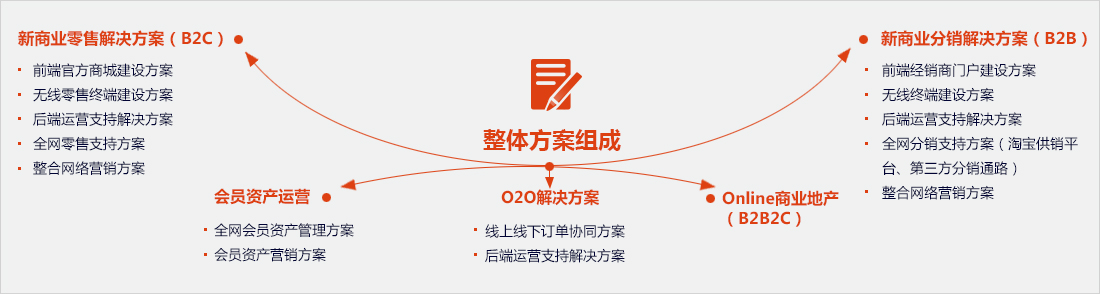 新商业零售解决方案（B2C）
前端官方商城建设方案
无线零售终端建设方案
后端运营支持解决方案
全网零售支持方案
整合网络营销方案
整体方案组成
新商业分销解决方案（B2B）
前端经销商门户建设方案
无线终端建设方案
后端运营支持解决方案
全网分销支持方案（淘宝供销平
台、第三方分销通路）
整合网络营销方案
会员资产运营
全网会员资产管理方案
会员资产营销方案
O2O解决方案
线上线下订单协同方案
后端运营支持解决方案
Online商业地产
（B2B2C）